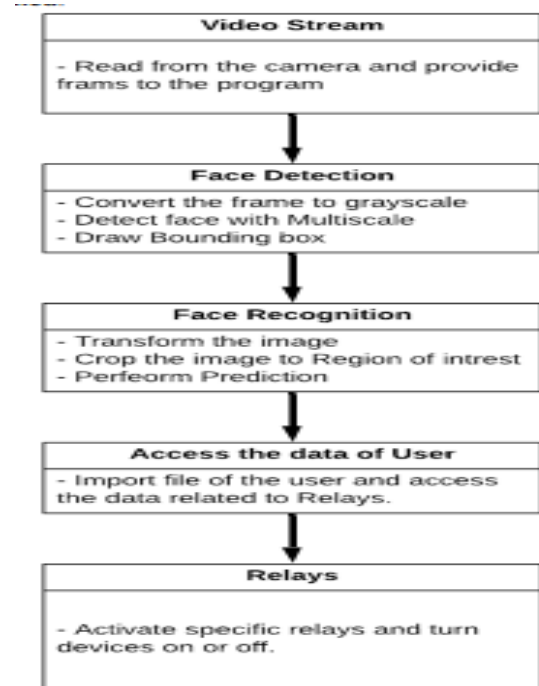 Video Stream
- Read from the camera and provide
frams to the program
Face Detection
- Convert the frame to grayscale
- Detect face with Multiscale
- Draw Bounding box
Face Recognition
- Transform the image
- Crop the image to Region of intrest
- Perfeorm Prediction
Access the data of User
- Import file of the user and access
the data related to Relays.
Relays
- Activate specific relays and turn
devices on or off.